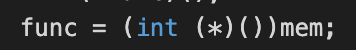 func = (int (*)())mem;